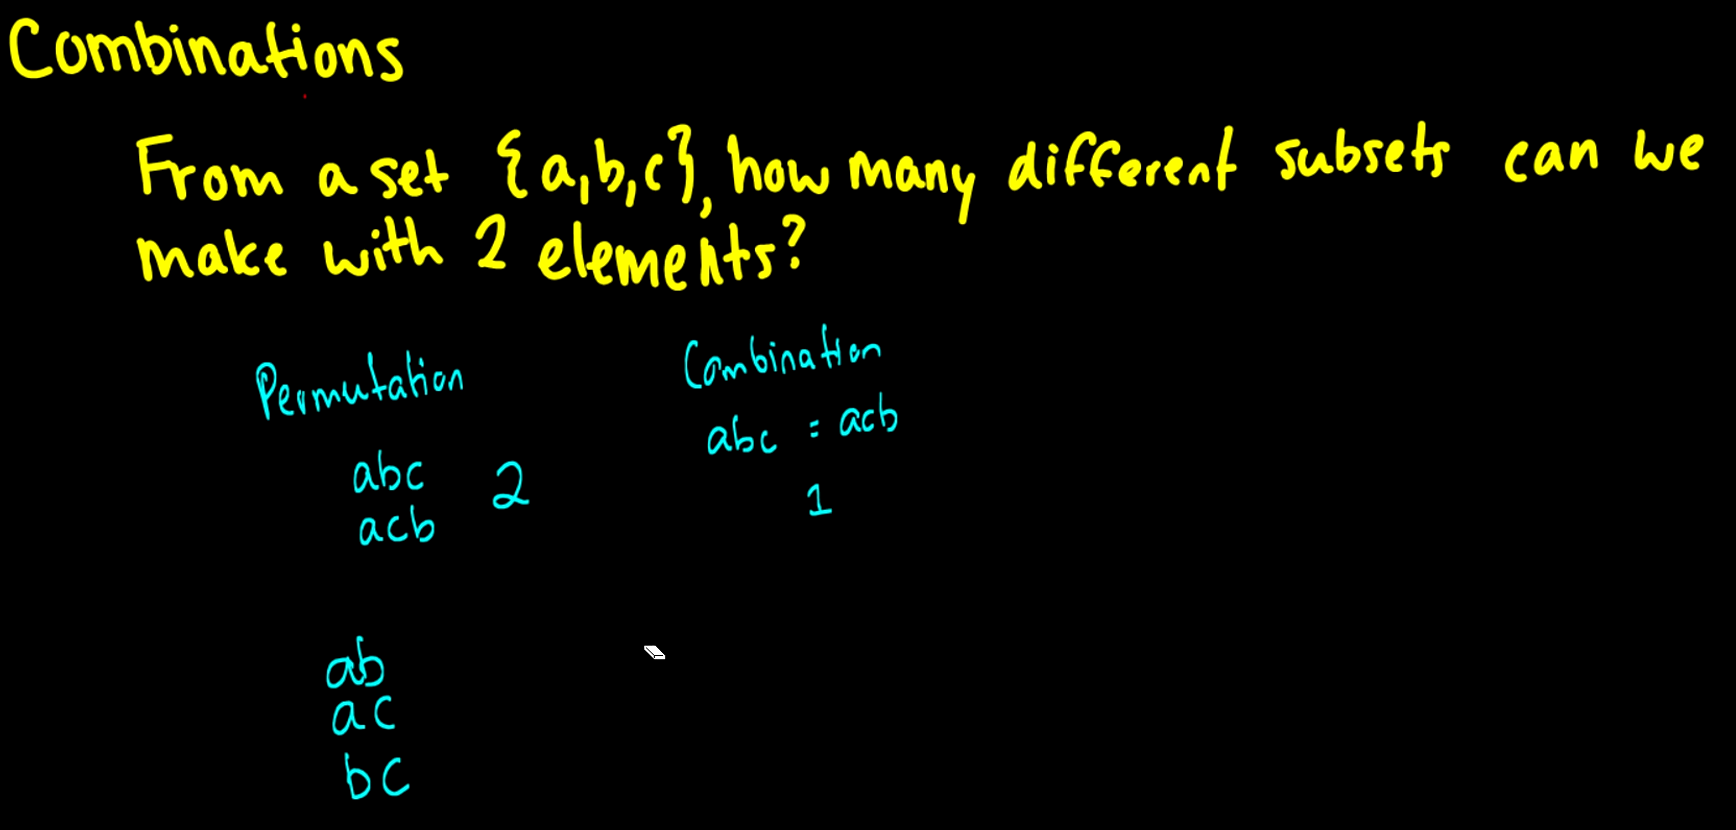 Combinations
From a set {a,b,c}, how many different subsets can we
make with 2 elements?
Permutation
abc 2
acb
Combination
abc = acb
1
ab
ac
bc